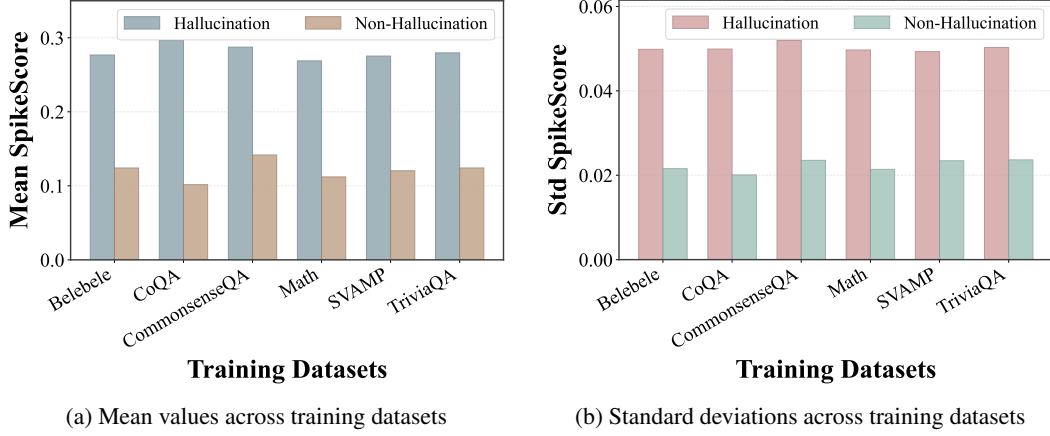 Hallucination Non-Hallucination
0.3
0.2
0.1
0.0
Mean SpikeScore
Belebele
CoQA
CommonsenseQA
Math
SVAMP
TriviaQA
Training Datasets
(a) Mean values across training datasets
Hallucination Non-Hallucination
0.06
0.04
0.02
0.00
Std SpikeScore
Belebele
CoQA
CommonsenseQA
Math
SVAMP
TriviaQA
Training Datasets
(b) Standard deviations across training datasets